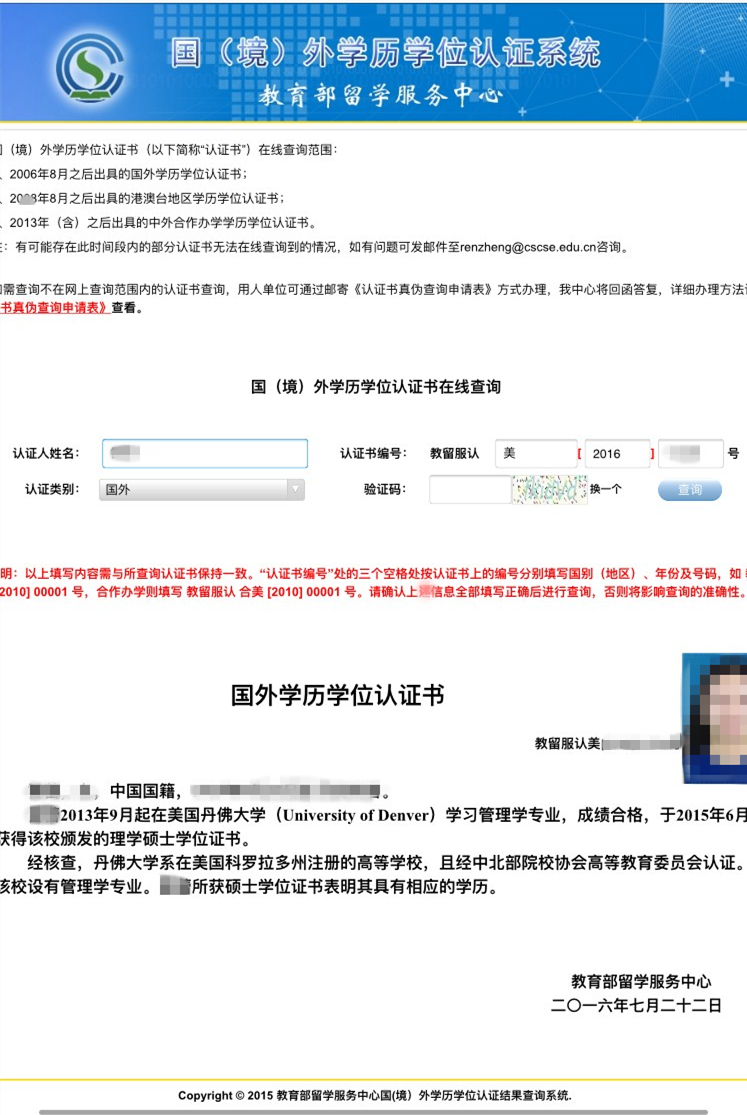 国（境）外学历学位认证系统
教育部留学服务中心
（境）外学历学位认证书（以下简称“认证书”）在线查询范围：
、2006年8月之后出具的国外学历学位认证书；
、20 8年8月之后出具的港澳台地区学历学位认证书；
、2013年（含）之后出具的中外合作办学学历学位认证书。
：有可能存在此时间段内的部分认证书无法在线查询到的情况，如有问题可发邮件至renzheng@cscse.edu.cn咨询。
需查询不在网上查询范围内的认证书查询，用人单位可通过邮寄《认证书真伪查询申请表》方式办理，我中心将回函答复，详细办理方法
书真伪查询申请表》查看。
国（境）外学历学位认证书在线查询
认证人姓名： 认证书编号： 教留服认 美 [ 2016 ] 号
认证类别： 国外 验证码： 换一个 查询
明：以上填写内容需与所查询认证书保持一致。“认证书编号”处的三个空格处按认证书上的编号分别填写国别（地区）、年份及号码，如
2010] 00001 号，合作办学则填写 教留服认 合美 [2010] 00001 号。请确认上 信息全部填写正确后进行查询，否则将影响查询的准确性。
国外学历学位认证书
教留服认美
，中国国籍， 。
2013年9月起在美国丹佛大学（University of Denver）学习管理学专业，成绩合格，于2015年6月
获得该校颁发的理学硕士学位证书。
经核查，丹佛大学系在美国科罗拉多州注册的高等学校，且经中北部院校协会高等教育委员会认证。
该校设有管理学专业。 所获硕士学位证书表明其具有相应的学历。
教育部留学服务中心
二〇一六年七月二十二日
Copyright © 2015 教育部留学服务中心国(境）外学历学位认证结果查询系统.